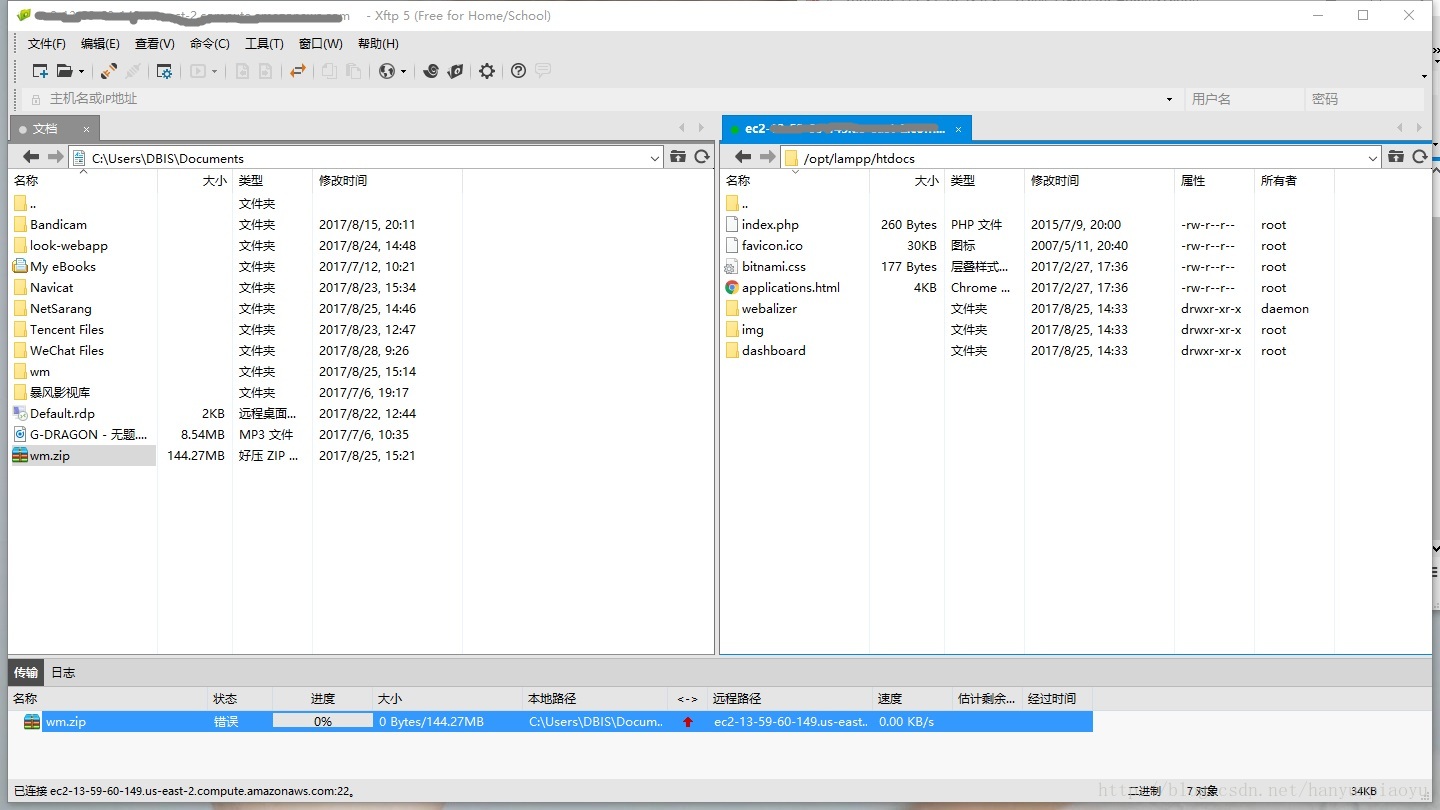 - Xftp 5 (Free for Home/School)
文件(F) 编辑(E) 查看(V) 命令(C) 工具(T) 窗口(W) 帮助(H)
主机名或IP地址 用户名 密码
文档 × ec2- ×
C:\Users\DBIS\Documents /opt/lampp/htdocs
名称 大小 类型 修改时间 名称 大小 类型 修改时间 属性 所有者
.. 文件夹 ..
Bandicam 文件夹 2017/8/15, 20:11 index.php 260 Bytes PHP 文件 2015/7/9, 20:00 -rw-r--r-- root
look-webapp 文件夹 2017/8/24, 14:48 favicon.ico 30KB 图标 2007/5/11, 20:40 -rw-r--r-- root
My eBooks 文件夹 2017/7/12, 10:21 bitnami.css 177 Bytes 层叠样式... 2017/2/27, 17:36 -rw-r--r-- root
Navicat 文件夹 2017/8/23, 15:34 applications.html 4KB Chrome ... 2017/2/27, 17:36 -rw-r--r-- root
NetSarang 文件夹 2017/8/25, 14:46 webalizer 文件夹 2017/8/25, 14:33 drwxr-xr-x daemon
Tencent Files 文件夹 2017/8/23, 12:47 img 文件夹 2017/8/25, 14:33 drwxr-xr-x root
WeChat Files 文件夹 2017/8/28, 9:26 dashboard 文件夹 2017/8/25, 14:33 drwxr-xr-x root
wm 文件夹 2017/8/25, 15:14
暴风影视库 文件夹 2017/7/6, 19:17
Default.rdp 2KB 远程桌面... 2017/8/22, 12:44
G-DRAGON - 无题.... 8.54MB MP3 文件 2017/7/6, 10:35
wm.zip 144.27MB 好压 ZIP ... 2017/8/25, 15:21
传输 日志
名称 状态 进度 大小 本地路径 <-> 远程路径 速度 估计剩余... 经过时间
wm.zip 错误 0% 0 Bytes/144.27MB C:\Users\DBIS\Docum.. ec2-13-59-60-149.us-east.. 0.00 KB/s
已连接 ec2-13-59-60-149.us-east-2.compute.amazonaws.com:22。 二进制 7 对象 34KB